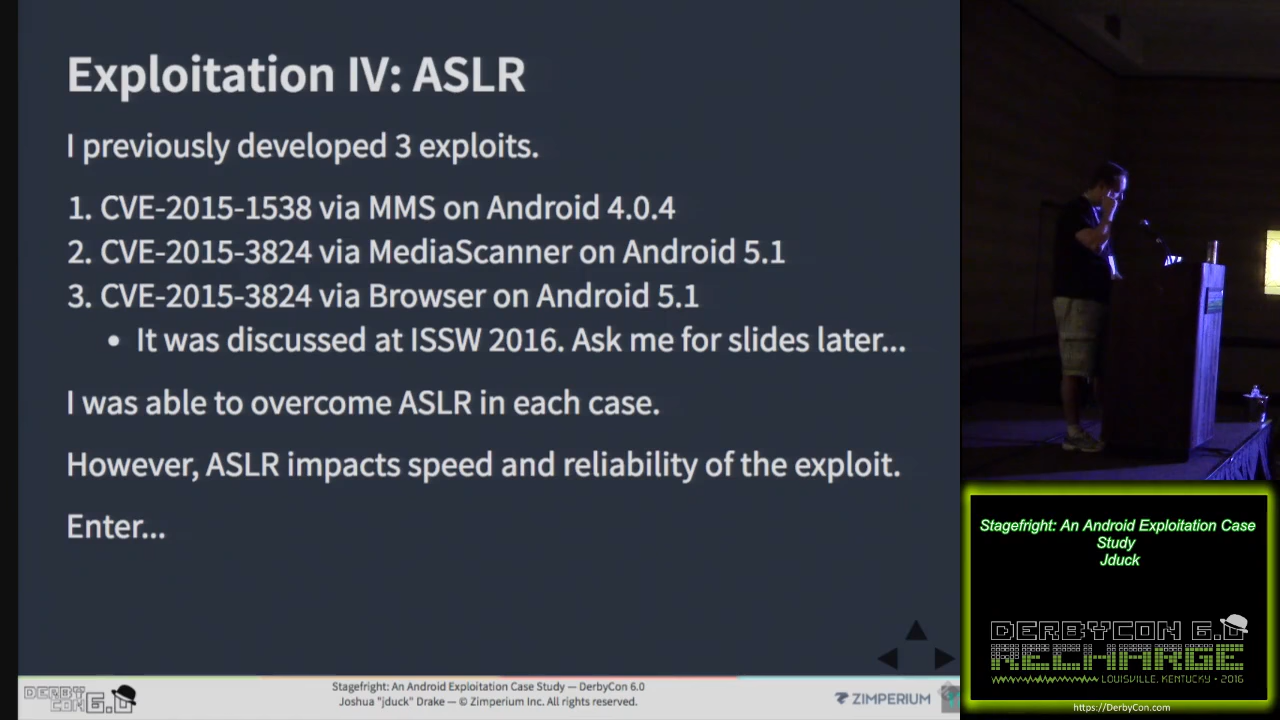 Exploitation IV: ASLR
I previously developed 3 exploits.
1. CVE-2015-1538 via MMS on Android 4.0.4
2. CVE-2015-3824 via MediaScanner on Android 5.1
3. CVE-2015-3824 via Browser on Android 5.1
• It was discussed at ISSW 2016. Ask me for slides later...
I was able to overcome ASLR in each case.
However, ASLR impacts speed and reliability of the exploit.
Enter...
DERBY
CON 6.0
Stagefright: An Android Exploitation Case Study — DerbyCon 6.0
Joshua "jduck" Drake — © Zimperium Inc. All rights reserved.
ZIMPERIUM
Stagefright: An Android Exploitation Case
Study
Jduck
DERBYCON 6.0
RECHARGE
LOUISVILLE, KENTUCKY • 2016
https://DerbyCon.com